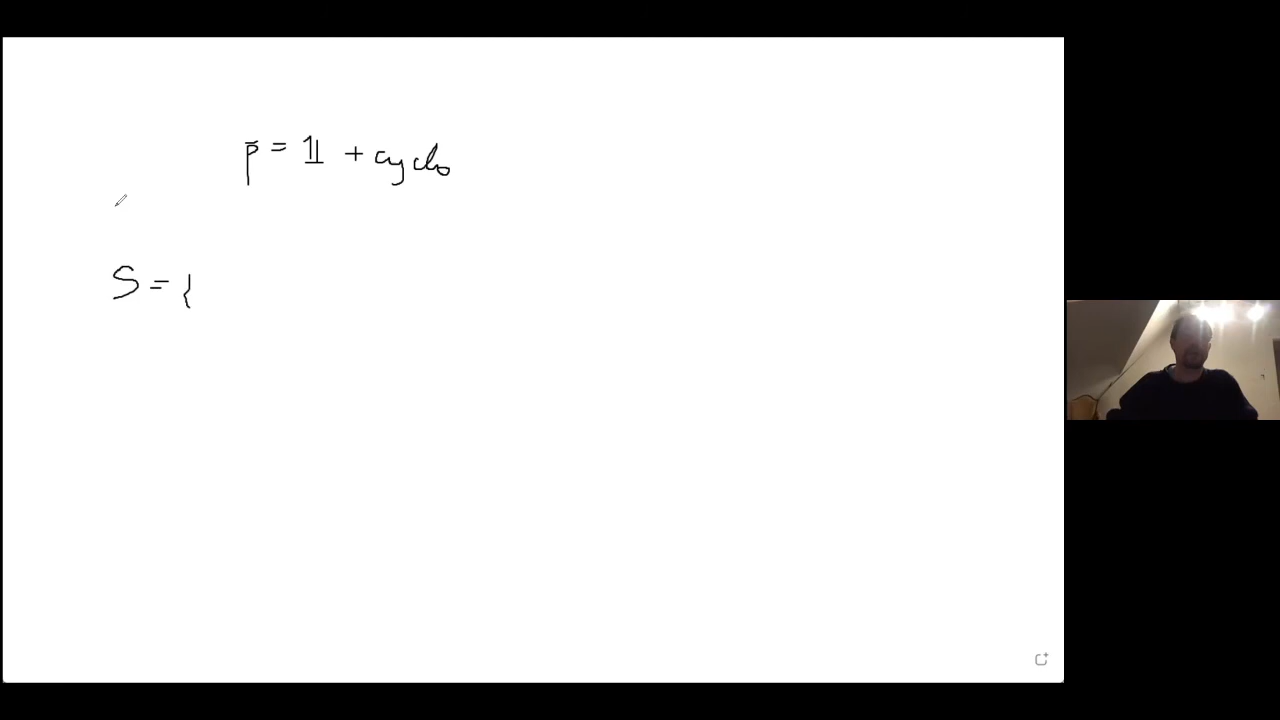 p̄ = 𝟙 + cyclo
S = {